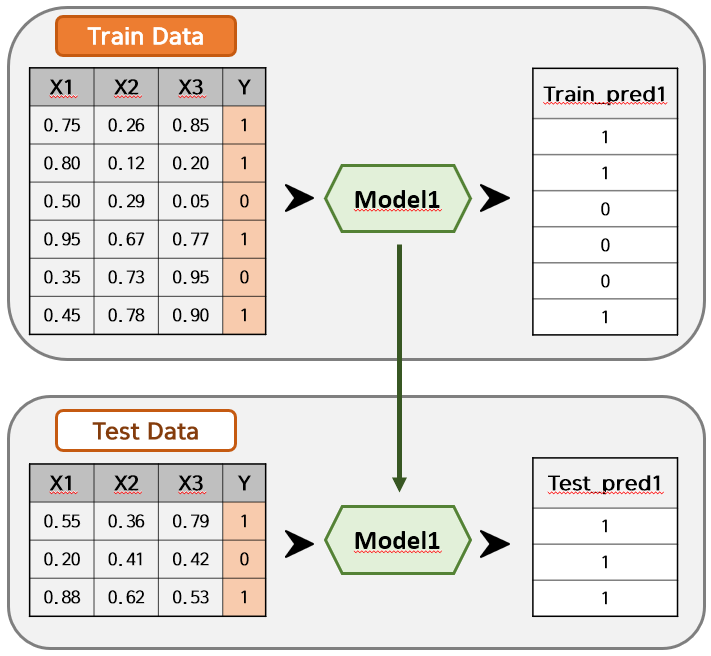 Train Data
X1 X2 X3 Y
0.75 0.26 0.85 1
0.80 0.12 0.20 1
0.50 0.29 0.05 0
0.95 0.67 0.77 1
0.35 0.73 0.95 0
0.45 0.78 0.90 1
Model1
Train_pred1
1
1
0
0
0
1
Test Data
X1 X2 X3 Y
0.55 0.36 0.79 1
0.20 0.41 0.42 0
0.88 0.62 0.53 1
Model1
Test_pred1
1
1
1